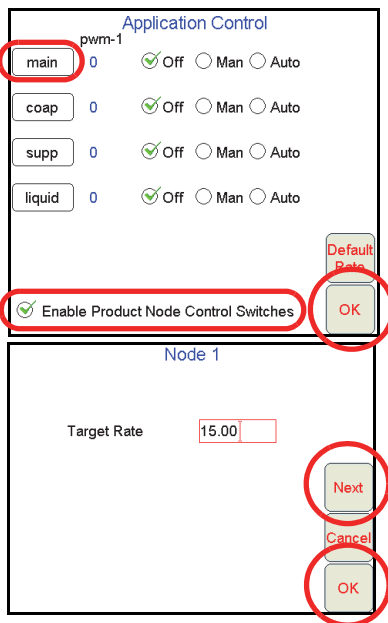 Application Control
pwm-1
main 0 Off Man Auto
coap 0 Off Man Auto
supp 0 Off Man Auto
liquid 0 Off Man Auto
Default
Rate
Enable Product Node Control Switches
OK
Node 1
Target Rate 15.00
Next
Cancel
OK